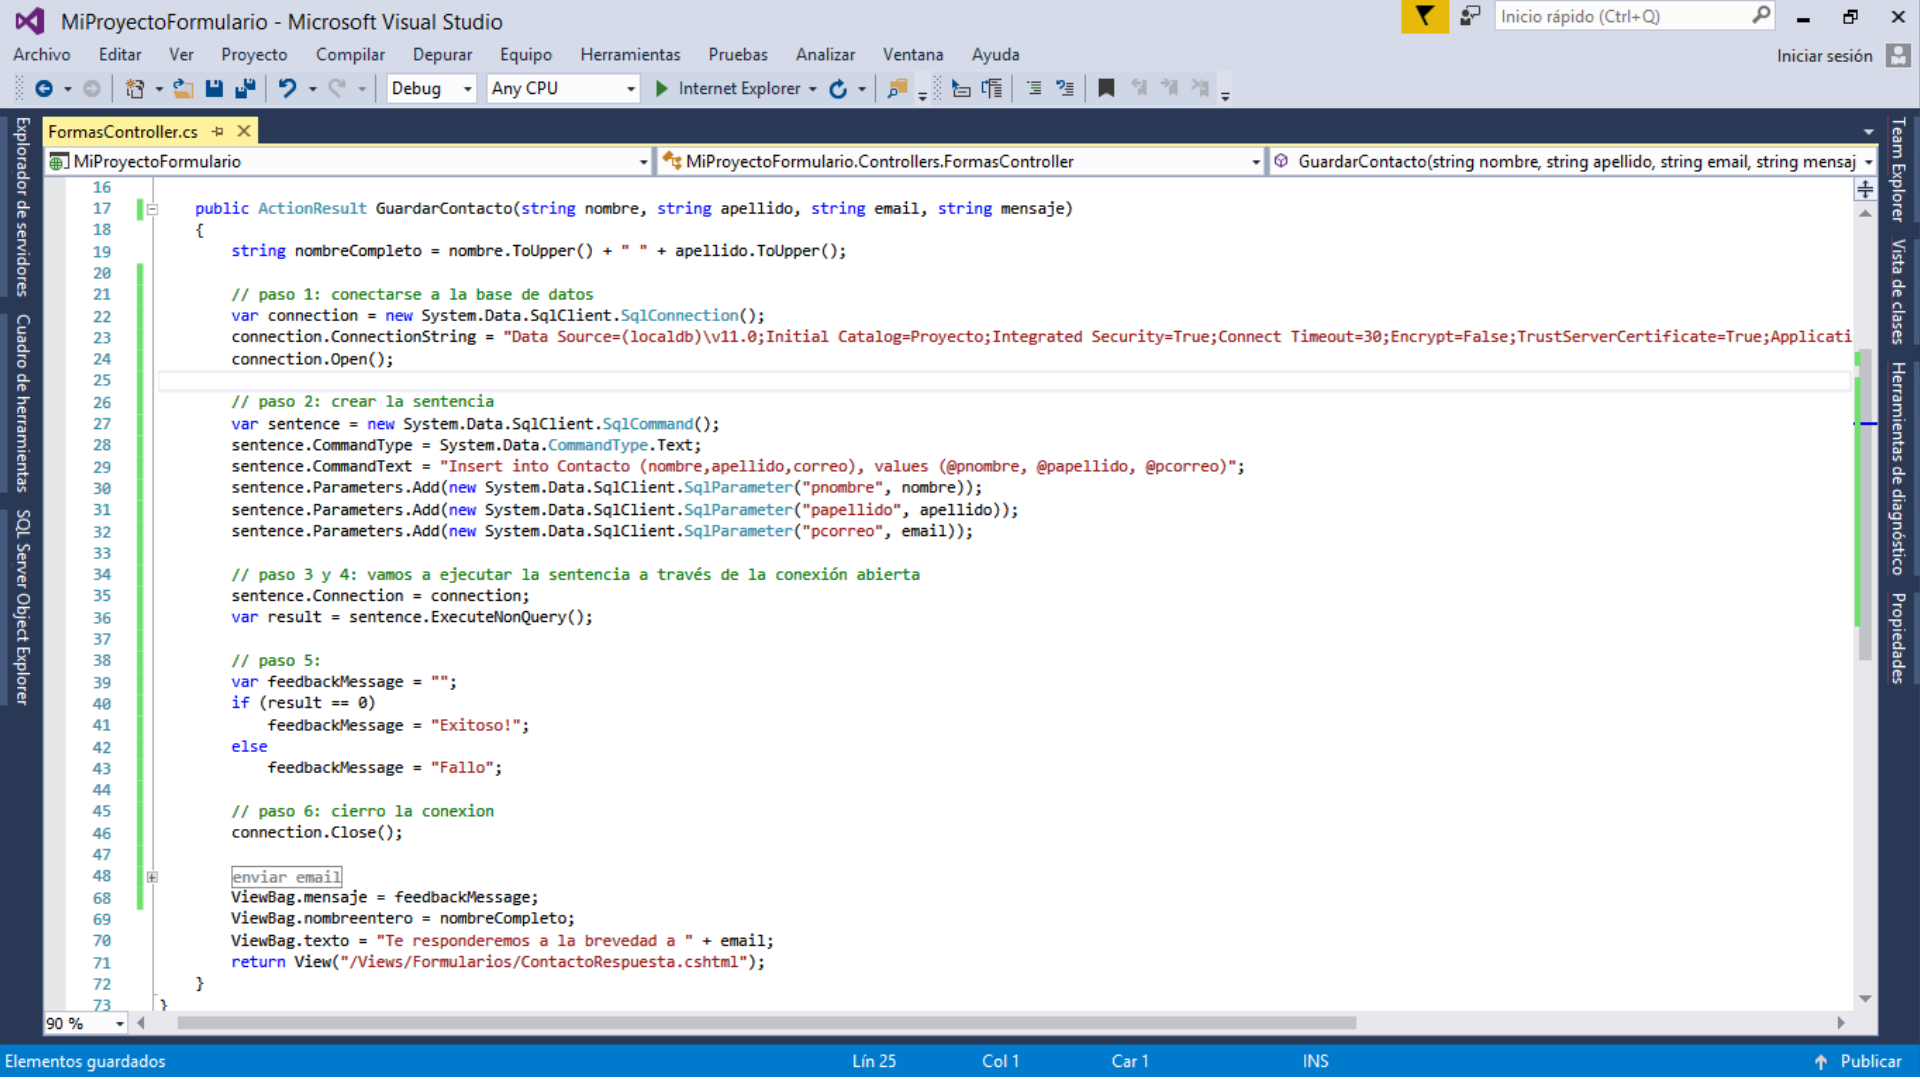 MiProyectoFormulario - Microsoft Visual Studio
Inicio rápido (Ctrl+Q)
Archivo Editar Ver Proyecto Compilar Depurar Equipo Herramientas Pruebas Analizar Ventana Ayuda
Iniciar sesión
Debug Any CPU Internet Explorer
FormasController.cs
MiProyectoFormulario MiProyectoFormulario.Controllers.FormasController GuardarContacto(string nombre, string apellido, string email, string mensaj
16
17 public ActionResult GuardarContacto(string nombre, string apellido, string email, string mensaje)
18 {
19 string nombreCompleto = nombre.ToUpper() + " " + apellido.ToUpper();
20
21 // paso 1: conectarse a la base de datos
22 var connection = new System.Data.SqlClient.SqlConnection();
23 connection.ConnectionString = "Data Source=(localdb)\v11.0;Initial Catalog=Proyecto;Integrated Security=True;Connect Timeout=30;Encrypt=False;TrustServerCertificate=True;Applicati
24 connection.Open();
25
26 // paso 2: crear la sentencia
27 var sentence = new System.Data.SqlClient.SqlCommand();
28 sentence.CommandType = System.Data.CommandType.Text;
29 sentence.CommandText = "Insert into Contacto (nombre,apellido,correo), values (@pnombre, @papellido, @pcorreo)";
30 sentence.Parameters.Add(new System.Data.SqlClient.SqlParameter("pnombre", nombre));
31 sentence.Parameters.Add(new System.Data.SqlClient.SqlParameter("papellido", apellido));
32 sentence.Parameters.Add(new System.Data.SqlClient.SqlParameter("pcorreo", email));
33
34 // paso 3 y 4: vamos a ejecutar la sentencia a través de la conexión abierta
35 sentence.Connection = connection;
36 var result = sentence.ExecuteNonQuery();
37
38 // paso 5:
39 var feedbackMessage = "";
40 if (result == 0)
41 feedbackMessage = "Exitoso!";
42 else
43 feedbackMessage = "Fallo";
44
45 // paso 6: cierro la conexion
46 connection.Close();
47
48 enviar email
68 ViewBag.mensaje = feedbackMessage;
69 ViewBag.nombreentero = nombreCompleto;
70 ViewBag.texto = "Te responderemos a la brevedad a " + email;
71 return View("/Views/Formularios/ContactoRespuesta.cshtml");
72 }
73 }
90 %
Explorador de servidores
Cuadro de herramientas
SQL Server Object Explorer
Team Explorer
Vista de clases
Herramientas de diagnóstico
Propiedades
Elementos guardados Lín 25 Col 1 Car 1 INS Publicar